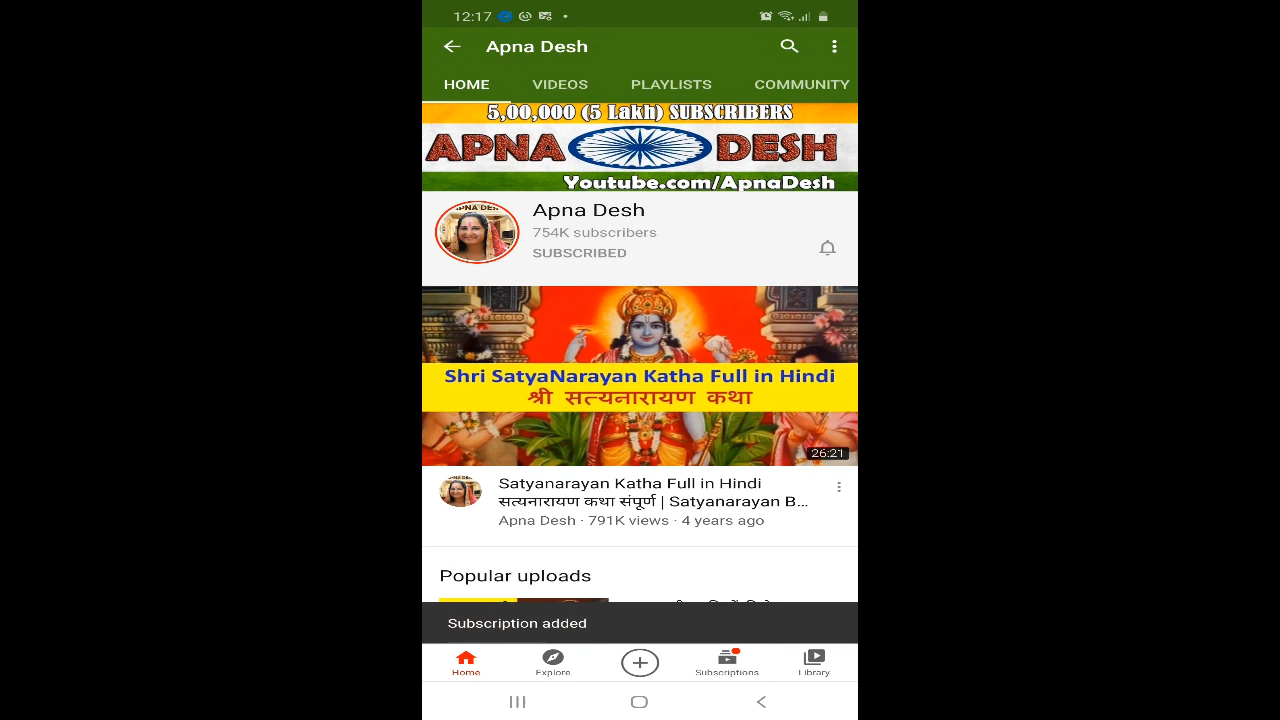 12:17
Apna Desh
HOME VIDEOS PLAYLISTS COMMUNITY
5,00,000 (5 Lakh) SUBSCRIBERS
APNA DESH
Youtube.com/ApnaDesh
APNA DES
Apna Desh
754K subscribers
SUBSCRIBED
Shri SatyaNarayan Katha Full in Hindi
श्री सत्यनारायण कथा
26:21
Satyanarayan Katha Full in Hindi
सत्यनारायण कथा संपूर्ण | Satyanarayan B...
Apna Desh · 791K views · 4 years ago
Popular uploads
Subscription added
Home Explore Subscriptions Library